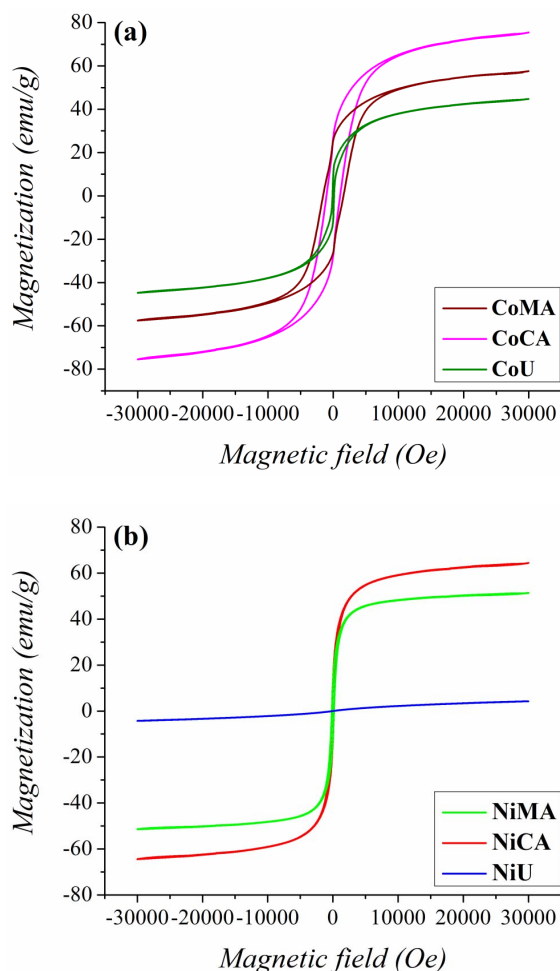 (a)
Magnetization (emu/g)
80
60
40
20
0
-20
-40
-60
-80
CoMA
CoCA
CoU
-30000 -20000 -10000 0 10000 20000 30000
Magnetic field (Oe)
(b)
Magnetization (emu/g)
80
60
40
20
0
-20
-40
-60
-80
NiMA
NiCA
NiU
-30000 -20000 -10000 0 10000 20000 30000
Magnetic field (Oe)